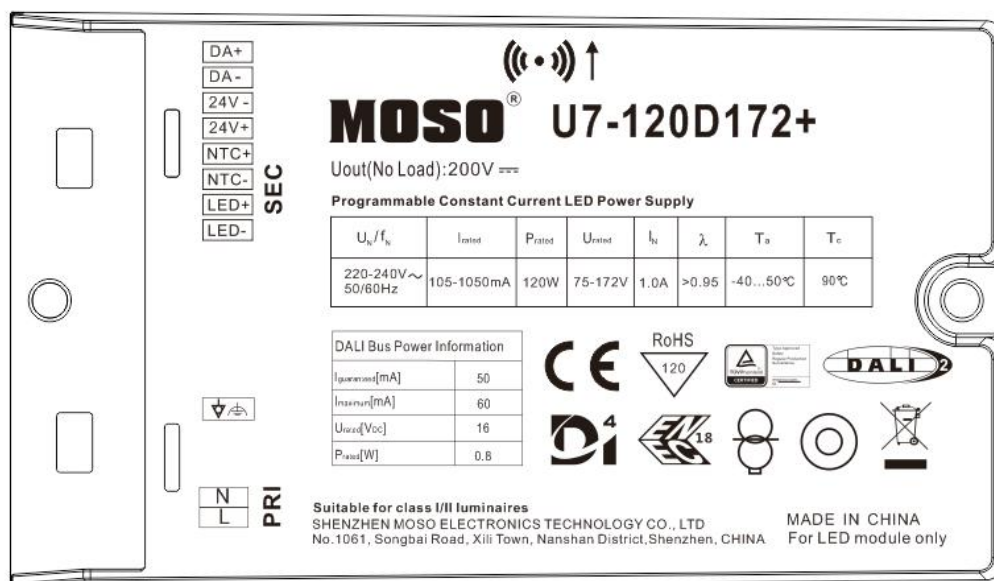 DA+
DA-
24V -
24V+
NTC+
NTC-
LED+
LED-
SEC
N
L
PRI
MOSO® U7-120D172+
Uout(No Load):200V ⎓
Programmable Constant Current LED Power Supply
Uₙ/fₙ Irated Prated Urated Iₙ λ Ta Tc
220-240V~ 50/60Hz 105-1050mA 120W 75-172V 1.0A >0.95 -40...50℃ 90℃
DALI Bus Power Information
Iguaranteed[mA] 50
Imaximum[mA] 60
Urated[VDC] 16
Prated[W] 0.8
CE
RoHS
120
TÜVRheinland
CERTIFIED
DALI 2
Di4
ENEC 18
Suitable for class I/II luminaires
SHENZHEN MOSO ELECTRONICS TECHNOLOGY CO., LTD
No.1061, Songbai Road, Xili Town, Nanshan District,Shenzhen, CHINA
MADE IN CHINA
For LED module only